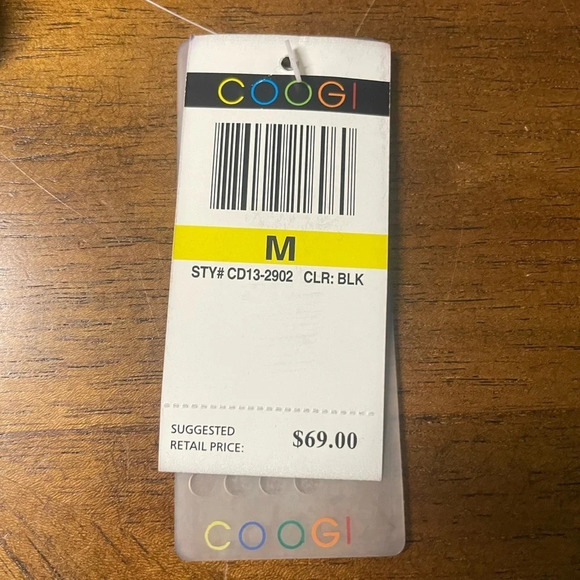 COOGI
M
STY# CD13-2902 CLR: BLK
SUGGESTED
RETAIL PRICE: $69.00
COOGI